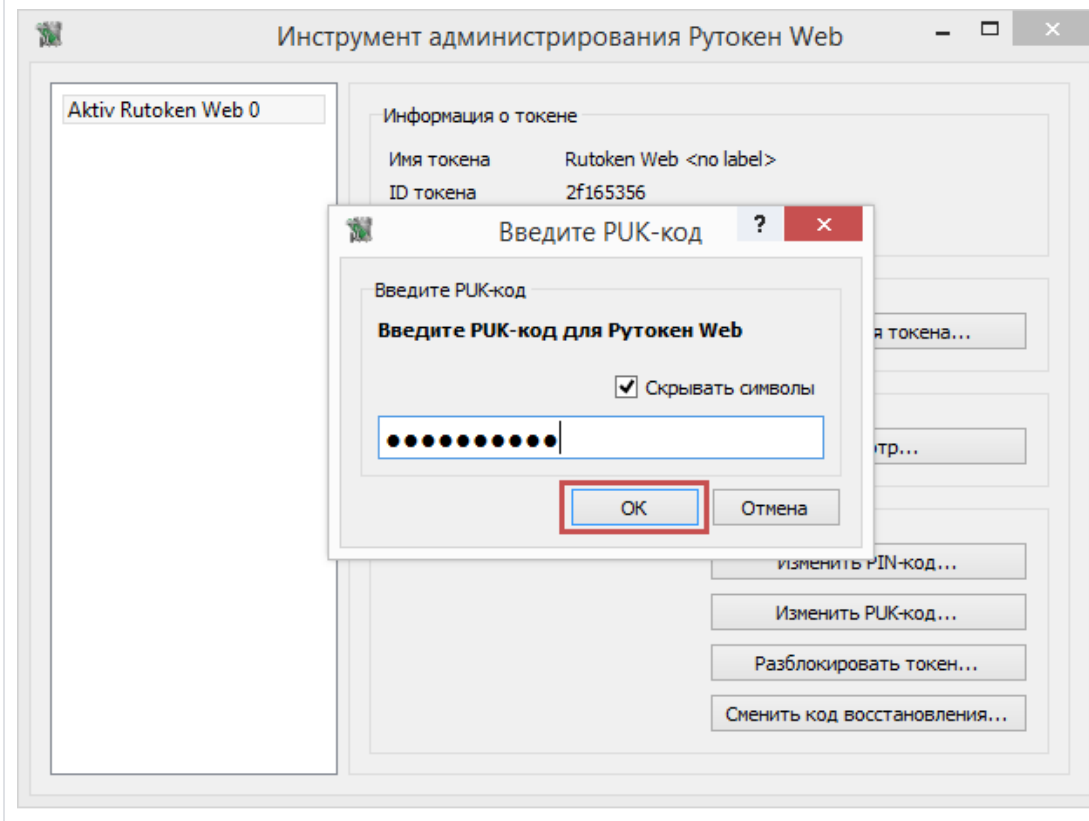 Инструмент администрирования Рутокен Web
Aktiv Rutoken Web 0
Информация о токене
Имя токена Rutoken Web <no label>
ID токена 2f165356
Введите PUK-код ?
Введите PUK-код
Введите PUK-код для Рутокен Web
токена...
Скрывать символы
OK Отмена
Изменить PIN-код...
Изменить PUK-код...
Разблокировать токен...
Сменить код восстановления...